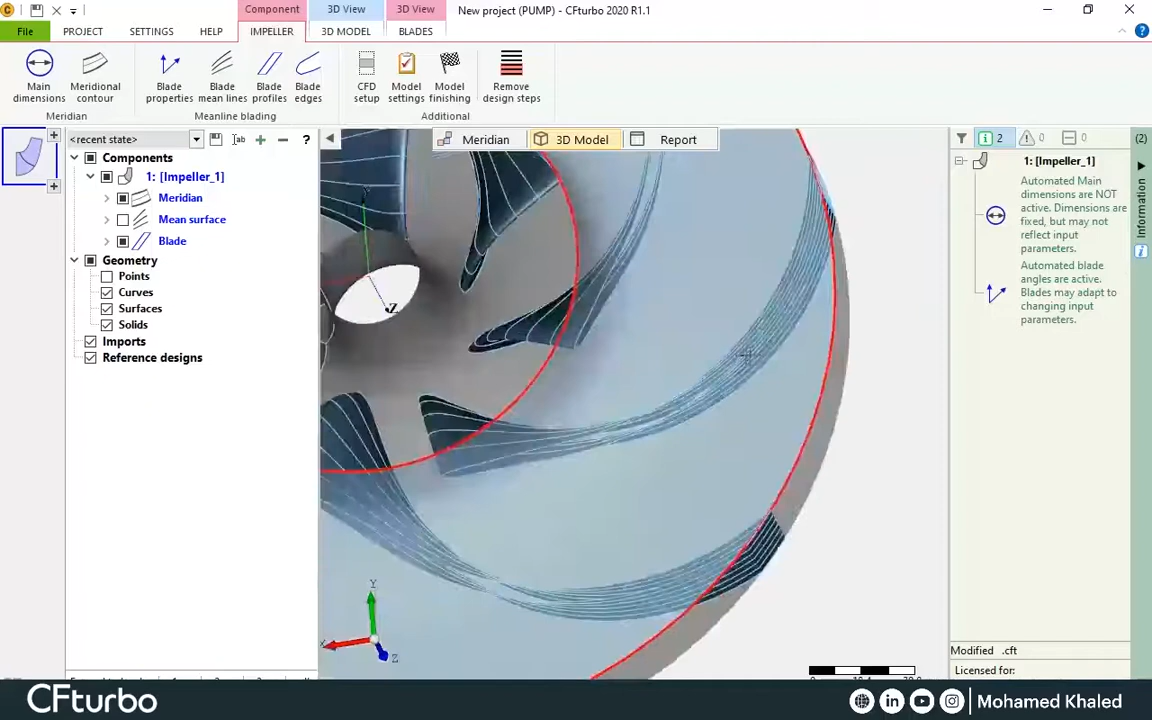 Component
3D View
3D View
New project (PUMP) - CFturbo 2020 R1.1
File
PROJECT
SETTINGS
HELP
IMPELLER
3D MODEL
BLADES
Main dimensions
Meridional contour
Blade properties
Blade mean lines
Blade profiles
Blade edges
CFD setup
Model settings
Model finishing
Remove design steps
Meridian
Meanline blading
Additional
<recent state>
ab
?
Meridian
3D Model
Report
2
0
0
(2)
Components
1: [Impeller_1]
Meridian
Mean surface
Blade
Geometry
Points
Curves
Surfaces
Solids
Imports
Reference designs
1: [Impeller_1]
Automated Main
dimensions are NOT
active. Dimensions are
fixed, but may not
reflect input
parameters.
Automated blade
angles are active.
Blades may adapt to
changing input
parameters.
Information
Z
Y
Z
Modified .cft
Licensed for:
CFturbo
Mohamed Khaled